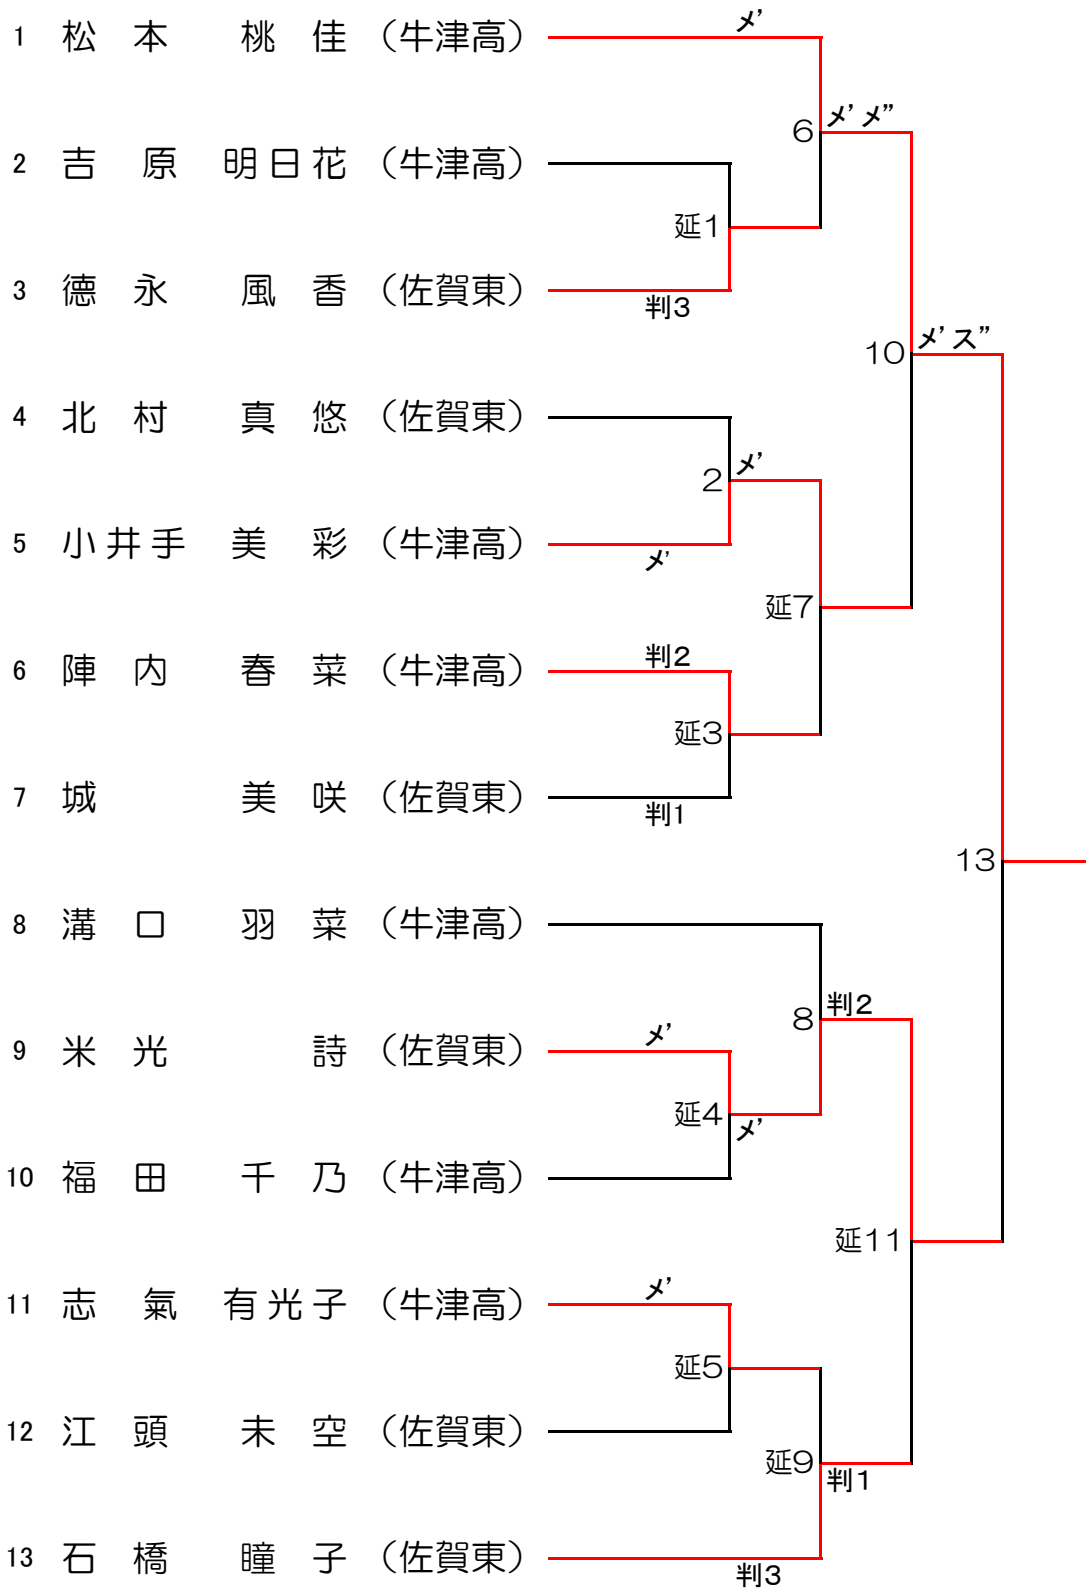 メ’
1 松本 桃佳 (牛津高)
6 メ’メ”
2 吉原 明日花 (牛津高)
延1
3 德永 風香 (佐賀東)
判3
10 メ’ス”
4 北村 真悠 (佐賀東)
2 メ’
5 小井手 美彩 (牛津高)
メ’
延7
判2
6 陣内 春菜 (牛津高)
延3
7 城 美咲 (佐賀東)
判1
13
8 溝口 羽菜 (牛津高)
8 判2
メ’
9 米光 詩 (佐賀東)
延4 メ’
10 福田 千乃 (牛津高)
延11
メ’
11 志氣 有光子 (牛津高)
延5
12 江頭 未空 (佐賀東)
延9 判1
13 石橋 瞳子 (佐賀東)
判3